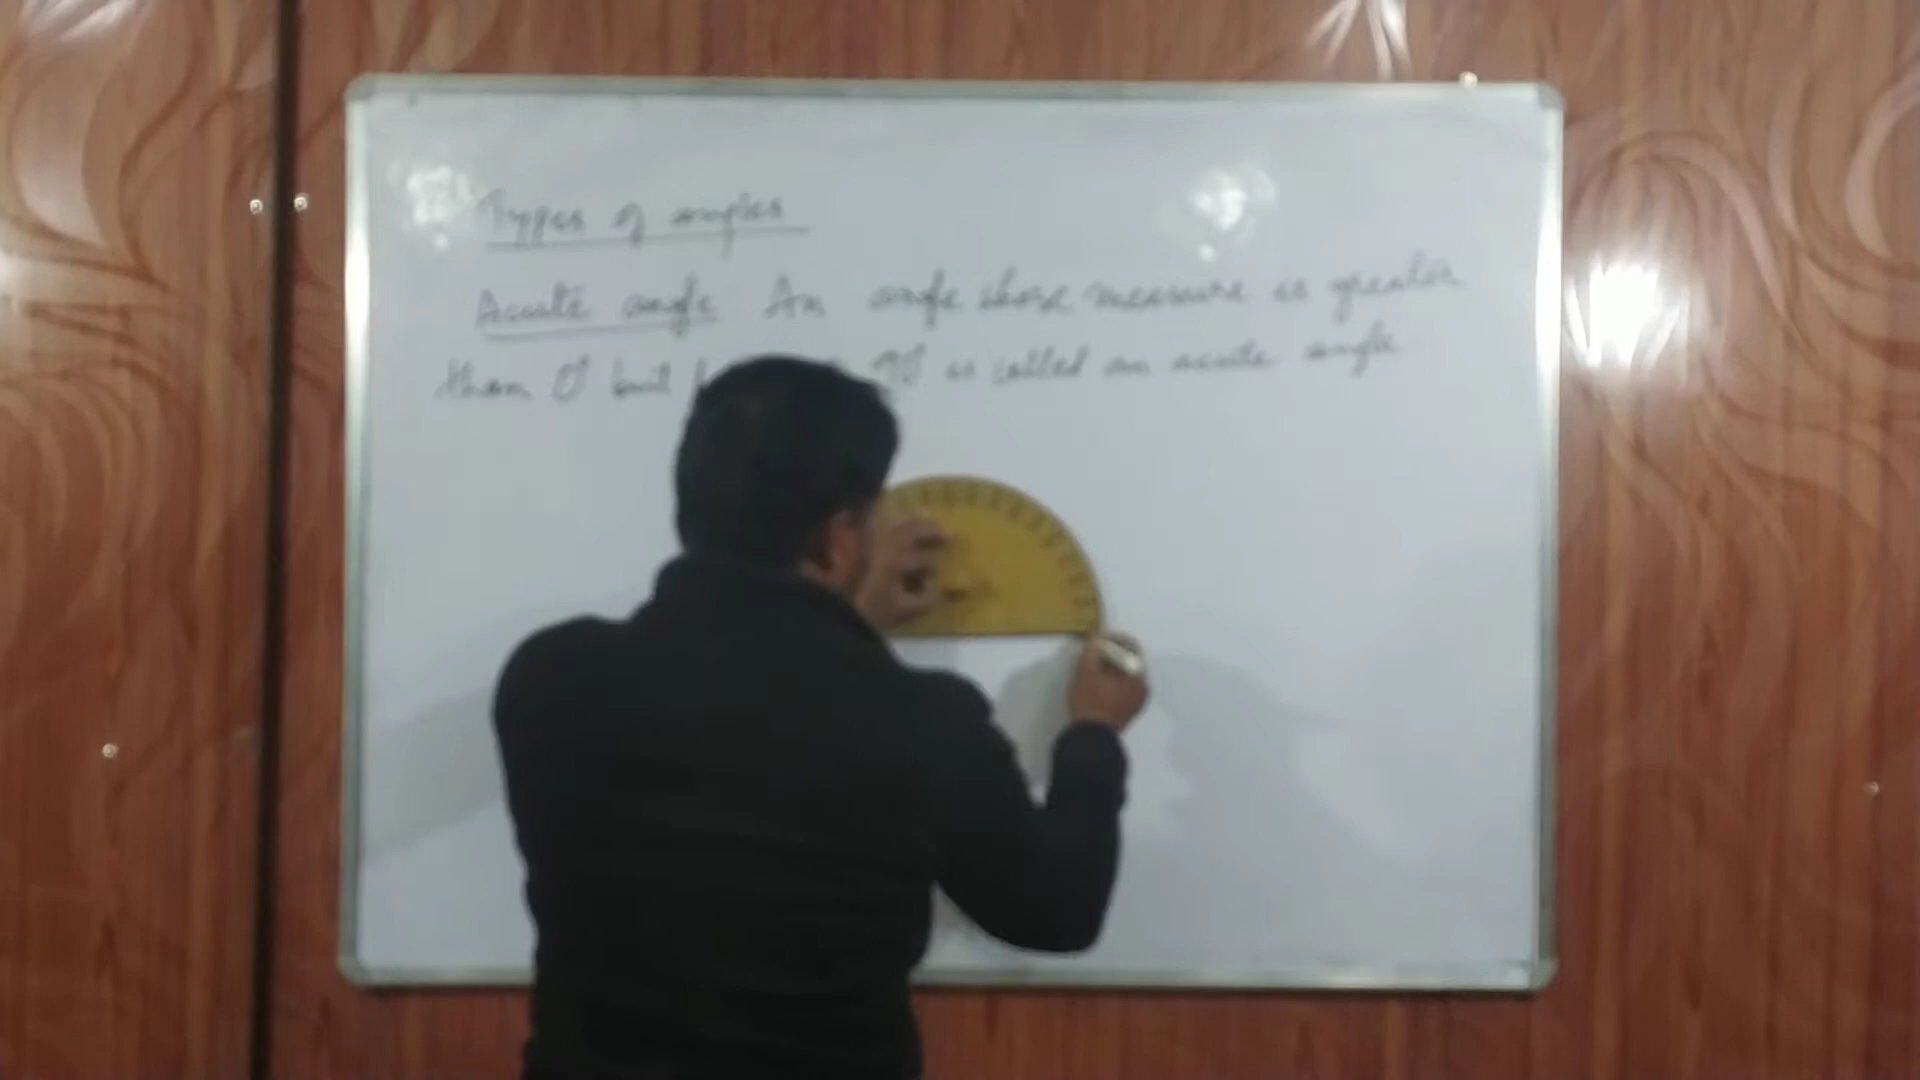 Types of angles
Acute angle An angle whose measure is greater
than 0° but 90° is called an acute angle